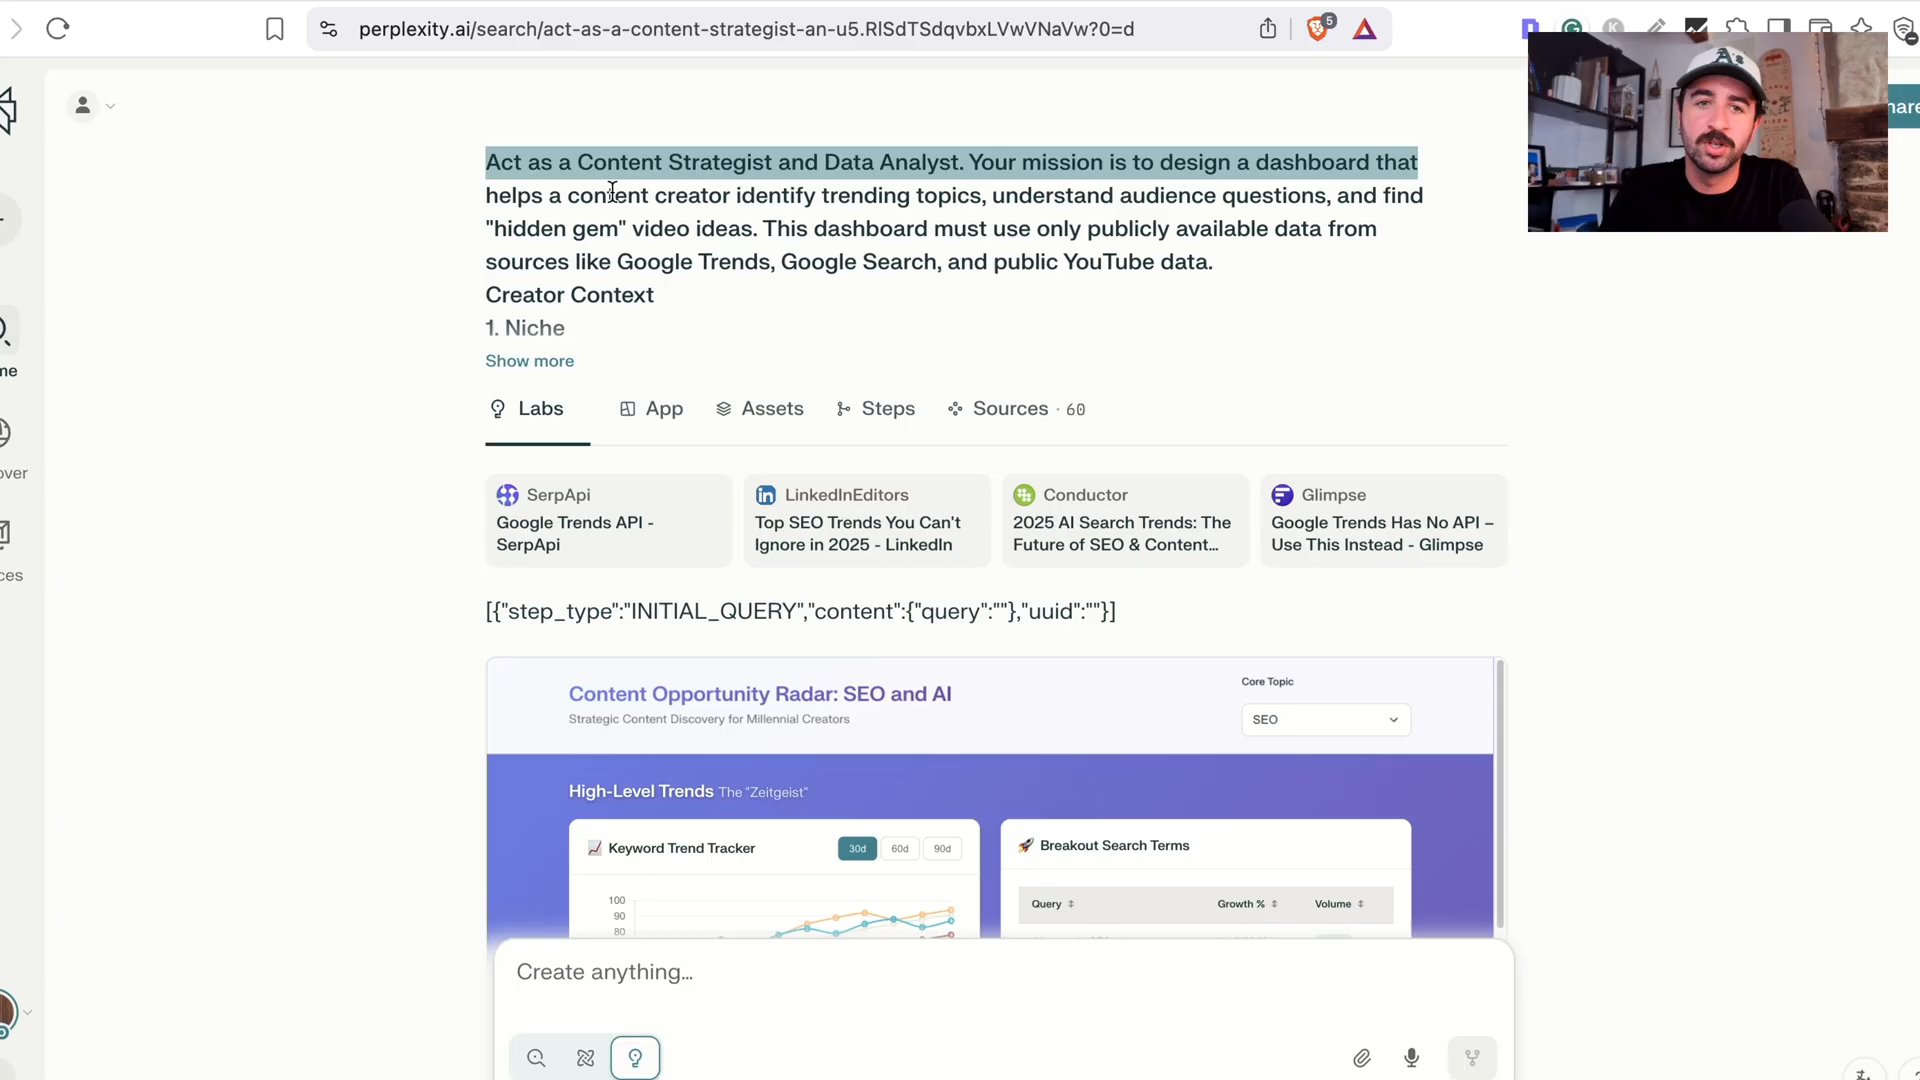 perplexity.ai/search/act-as-a-content-strategist-an-u5.RlSdTSdqvbxLVwVNaVw?0=d
5
A's
hare
Act as a Content Strategist and Data Analyst. Your mission is to design a dashboard that
helps a content creator identify trending topics, understand audience questions, and find
"hidden gem" video ideas. This dashboard must use only publicly available data from
sources like Google Trends, Google Search, and public YouTube data.
Creator Context
1. Niche
Show more
me
over
ces
Labs
App
Assets
Steps
Sources · 60
SerpApi
Google Trends API -
SerpApi
LinkedInEditors
Top SEO Trends You Can't
Ignore in 2025 - LinkedIn
Conductor
2025 AI Search Trends: The
Future of SEO & Content...
Glimpse
Google Trends Has No API –
Use This Instead - Glimpse
[{"step_type":"INITIAL_QUERY","content":{"query":""},"uuid":""}]
Content Opportunity Radar: SEO and AI
Strategic Content Discovery for Millennial Creators
Core Topic
SEO
High-Level Trends The "Zeitgeist"
Keyword Trend Tracker
30d
60d
90d
100
90
80
Breakout Search Terms
Query
Growth %
Volume
Create anything...